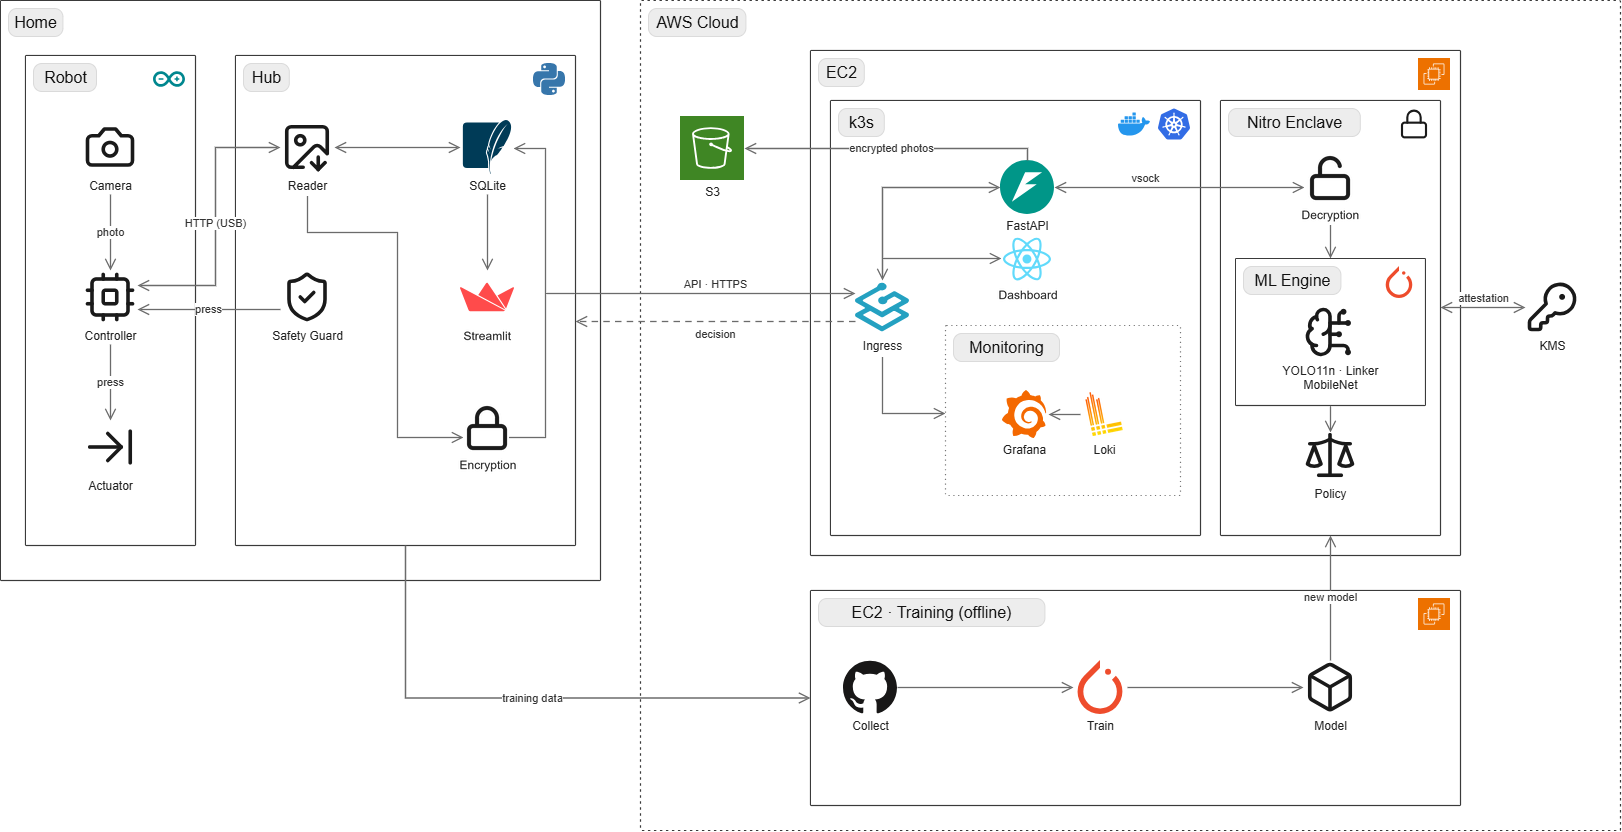 Home
AWS Cloud
Robot
Hub
EC2
k3s
Nitro Enclave
Camera
Reader
SQLite
S3
encrypted photos
FastAPI
vsock
Decryption
photo
HTTP (USB)
Dashboard
ML Engine
API · HTTPS
attestation
press
Controller
Safety Guard
Streamlit
decision
Ingress
Monitoring
KMS
YOLO11n · Linker
MobileNet
press
Grafana
Loki
Encryption
Actuator
Policy
new model
EC2 · Training (offline)
training data
Collect
Train
Model